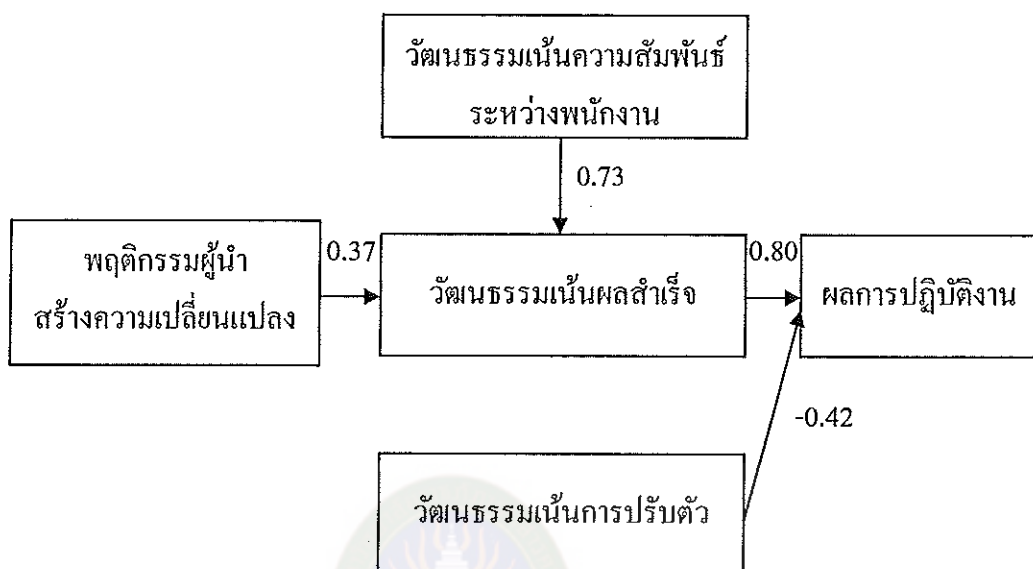 วัฒนธรรมเน้นความสัมพันธ์
ระหว่างพนักงาน
0.73
พฤติกรรมผู้นำ
สร้างความเปลี่ยนแปลง
0.37
วัฒนธรรมเน้นผลสำเร็จ
0.80
ผลการปฏิบัติงาน
-0.42
วัฒนธรรมเน้นการปรับตัว